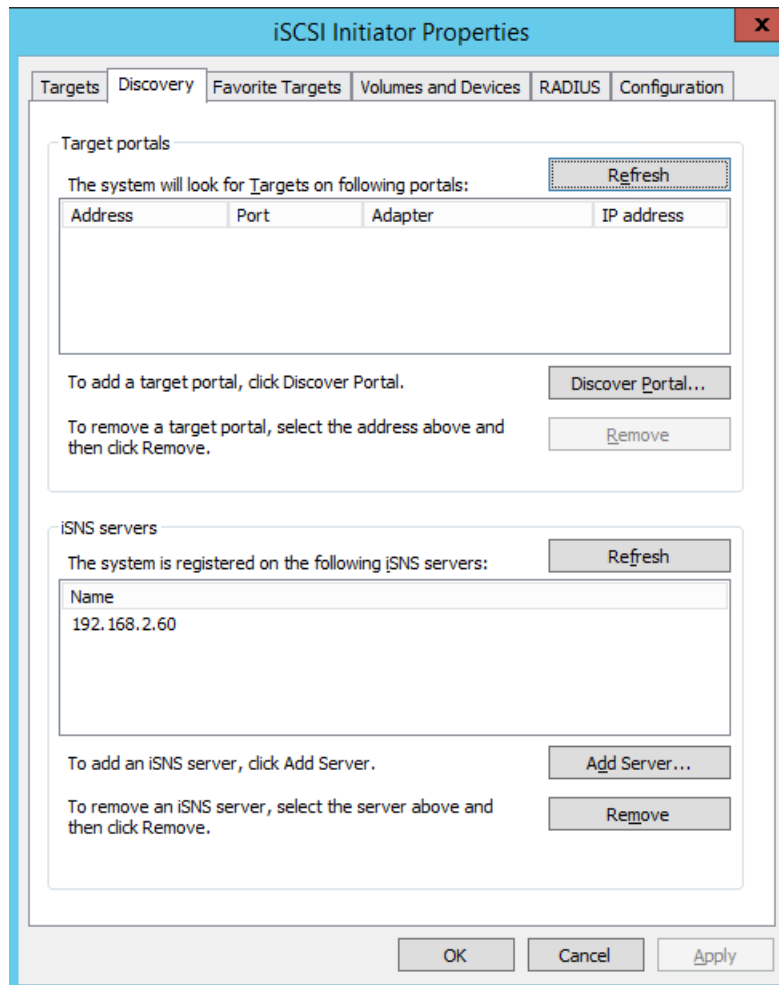 iSCSI Initiator Properties
x
Targets Discovery Favorite Targets Volumes and Devices RADIUS Configuration
Target portals
The system will look for Targets on following portals:
Refresh
Address Port Adapter IP address
To add a target portal, click Discover Portal.
Discover Portal...
To remove a target portal, select the address above and
then click Remove.
Remove
iSNS servers
The system is registered on the following iSNS servers:
Refresh
Name
192.168.2.60
To add an iSNS server, click Add Server.
Add Server...
To remove an iSNS server, select the server above and
then click Remove.
Remove
OK Cancel Apply